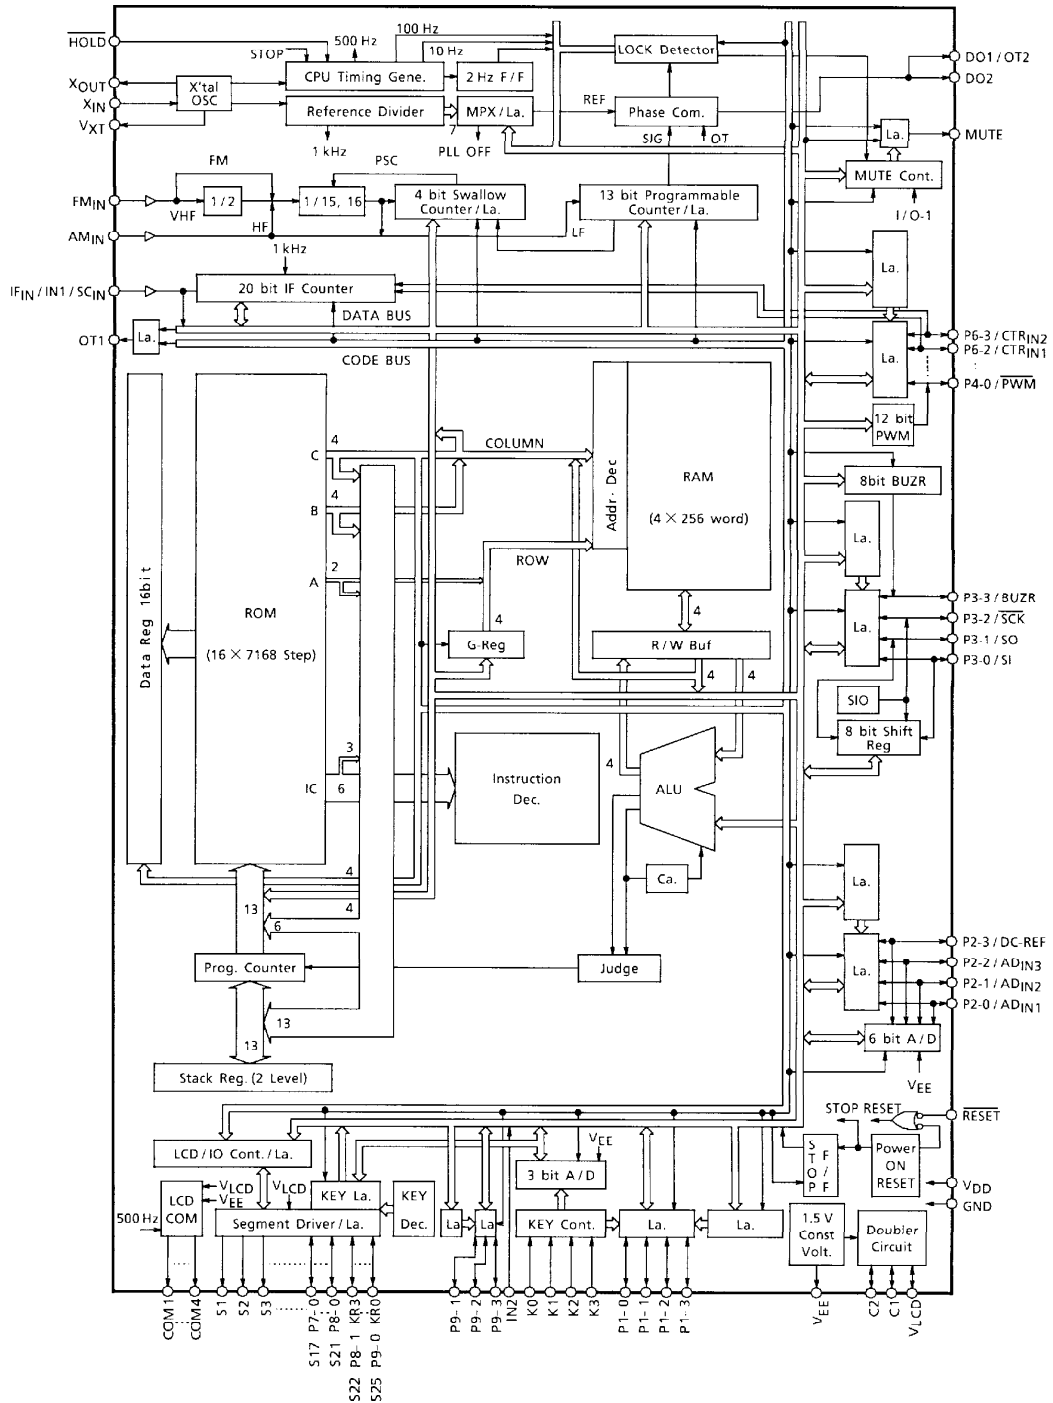 HOLD
STOP
500 Hz
100 Hz
10 Hz
CPU Timing Gene.
2 Hz F/F
LOCK Detector
DO1/OT2
DO2
XOUT
X'tal OSC
XIN
VXT
Reference Divider
MPX/La.
REF
Phase Com.
7
1 kHz
PLL OFF
SIG
OT
La.
MUTE
MUTE Cont.
I/O-1
FM
PSC
FMIN
VHF
1/2
HF
1/15, 16
4 bit Swallow
Counter/La.
13 bit Programmable
Counter/La.
LF
AMIN
1 kHz
IFIN/IN1/SCIN
20 bit IF Counter
DATA BUS
OT1
La.
CODE BUS
La.
La.
P6-3/CTRIN2
P6-2/CTRIN1
P4-0/PWM
12 bit
PWM
8bit BUZR
La.
La.
P3-3/BUZR
P3-2/SCK
P3-1/SO
P3-0/SI
SIO
8 bit Shift
Reg
Data Reg 16bit
ROM
(16 × 7168 Step)
C
4
B
4
A
2
IC
3
6
COLUMN
ROW
4
G-Reg
Addr. Dec
RAM
(4 × 256 word)
4
R/W Buf
4
4
Instruction
Dec.
4
ALU
Ca.
Judge
4
4
13
6
Prog. Counter
13
13
Stack Reg. (2 Level)
La.
La.
P2-3/DC-REF
P2-2/ADIN3
P2-1/ADIN2
P2-0/ADIN1
6 bit A/D
VEE
STOP RESET
RESET
STOP F/F
Power
ON
RESET
VDD
GND
LCD/IO Cont./La.
LCD
COM
VLCD
VEE
VLCD
500 Hz
Segment Driver/La.
KEY La.
KEY
Dec.
La
La
VEE
3 bit A/D
KEY Cont.
La.
La.
1.5 V
Const
Volt.
Doubler
Circuit
COM1
COM4
S1
S2
S3
S17 P7-0
S21 P8-0
S22 P8-1 KR3
S25 P9-0 KR0
P9-1
P9-2
P9-3
IN2
K0
K1
K2
K3
P1-0
P1-1
P1-2
P1-3
VEE
C2
C1
VLCD